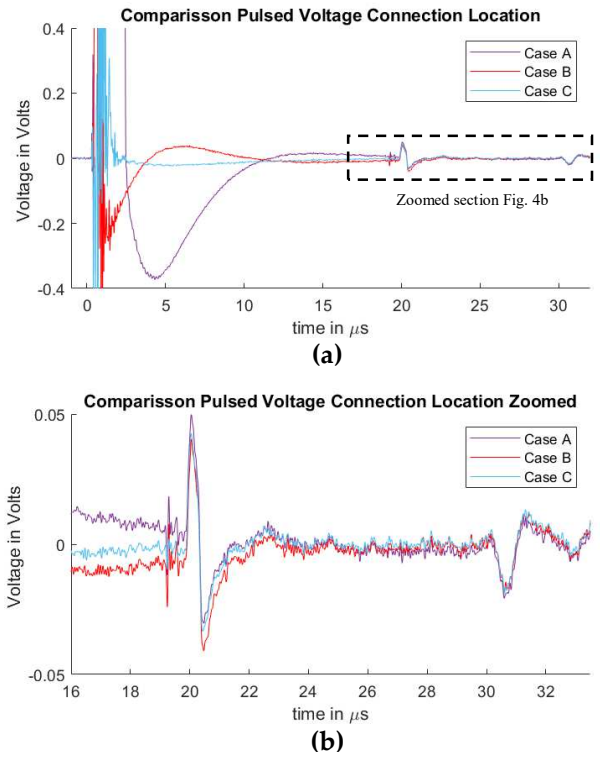 Comparisson Pulsed Voltage Connection Location
Voltage in Volts
0.4
0.2
0
-0.2
-0.4
Case A
Case B
Case C
Zoomed section Fig. 4b
0 5 10 15 20 25 30
time in μs
(a)
Comparisson Pulsed Voltage Connection Location Zoomed
Voltage in Volts
0.05
0
-0.05
Case A
Case B
Case C
16 18 20 22 24 26 28 30 32
time in μs
(b)